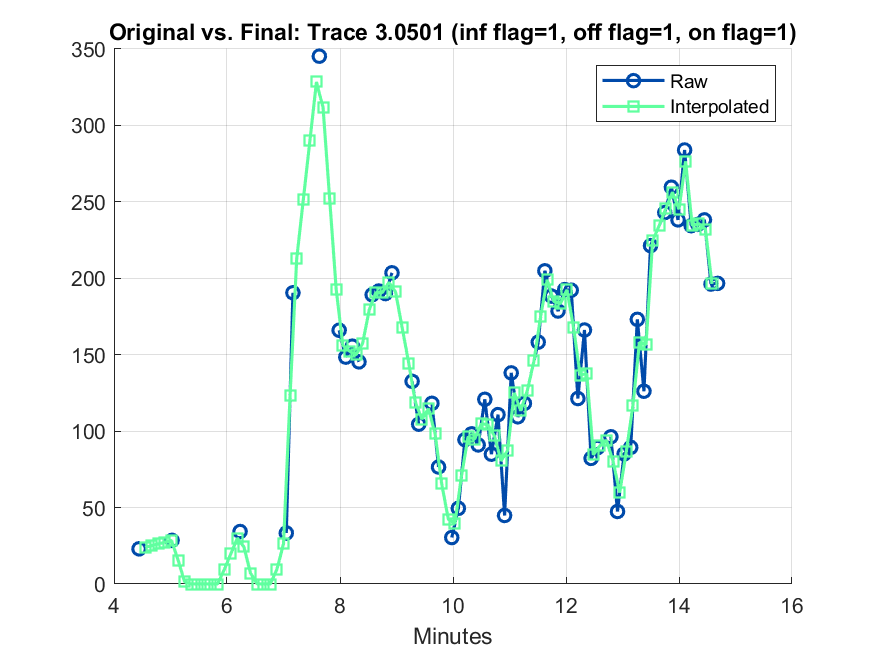 Original vs. Final: Trace 3.0501 (inf flag=1, off flag=1, on flag=1)
350
300
250
200
150
100
50
0
4 6 8 10 12 14 16
Minutes
Raw
Interpolated